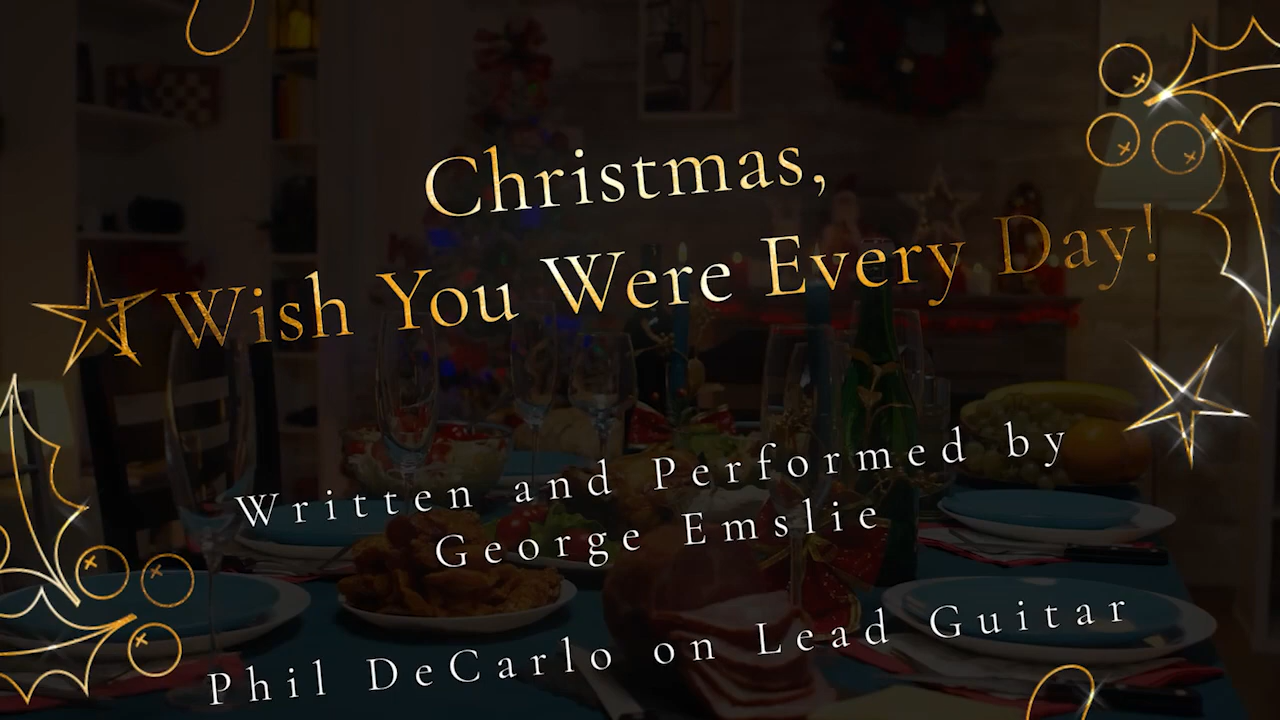 Christmas,
I Wish You Were Every Day!
Written and Performed by
George Emslie
Phil DeCarlo on Lead Guitar